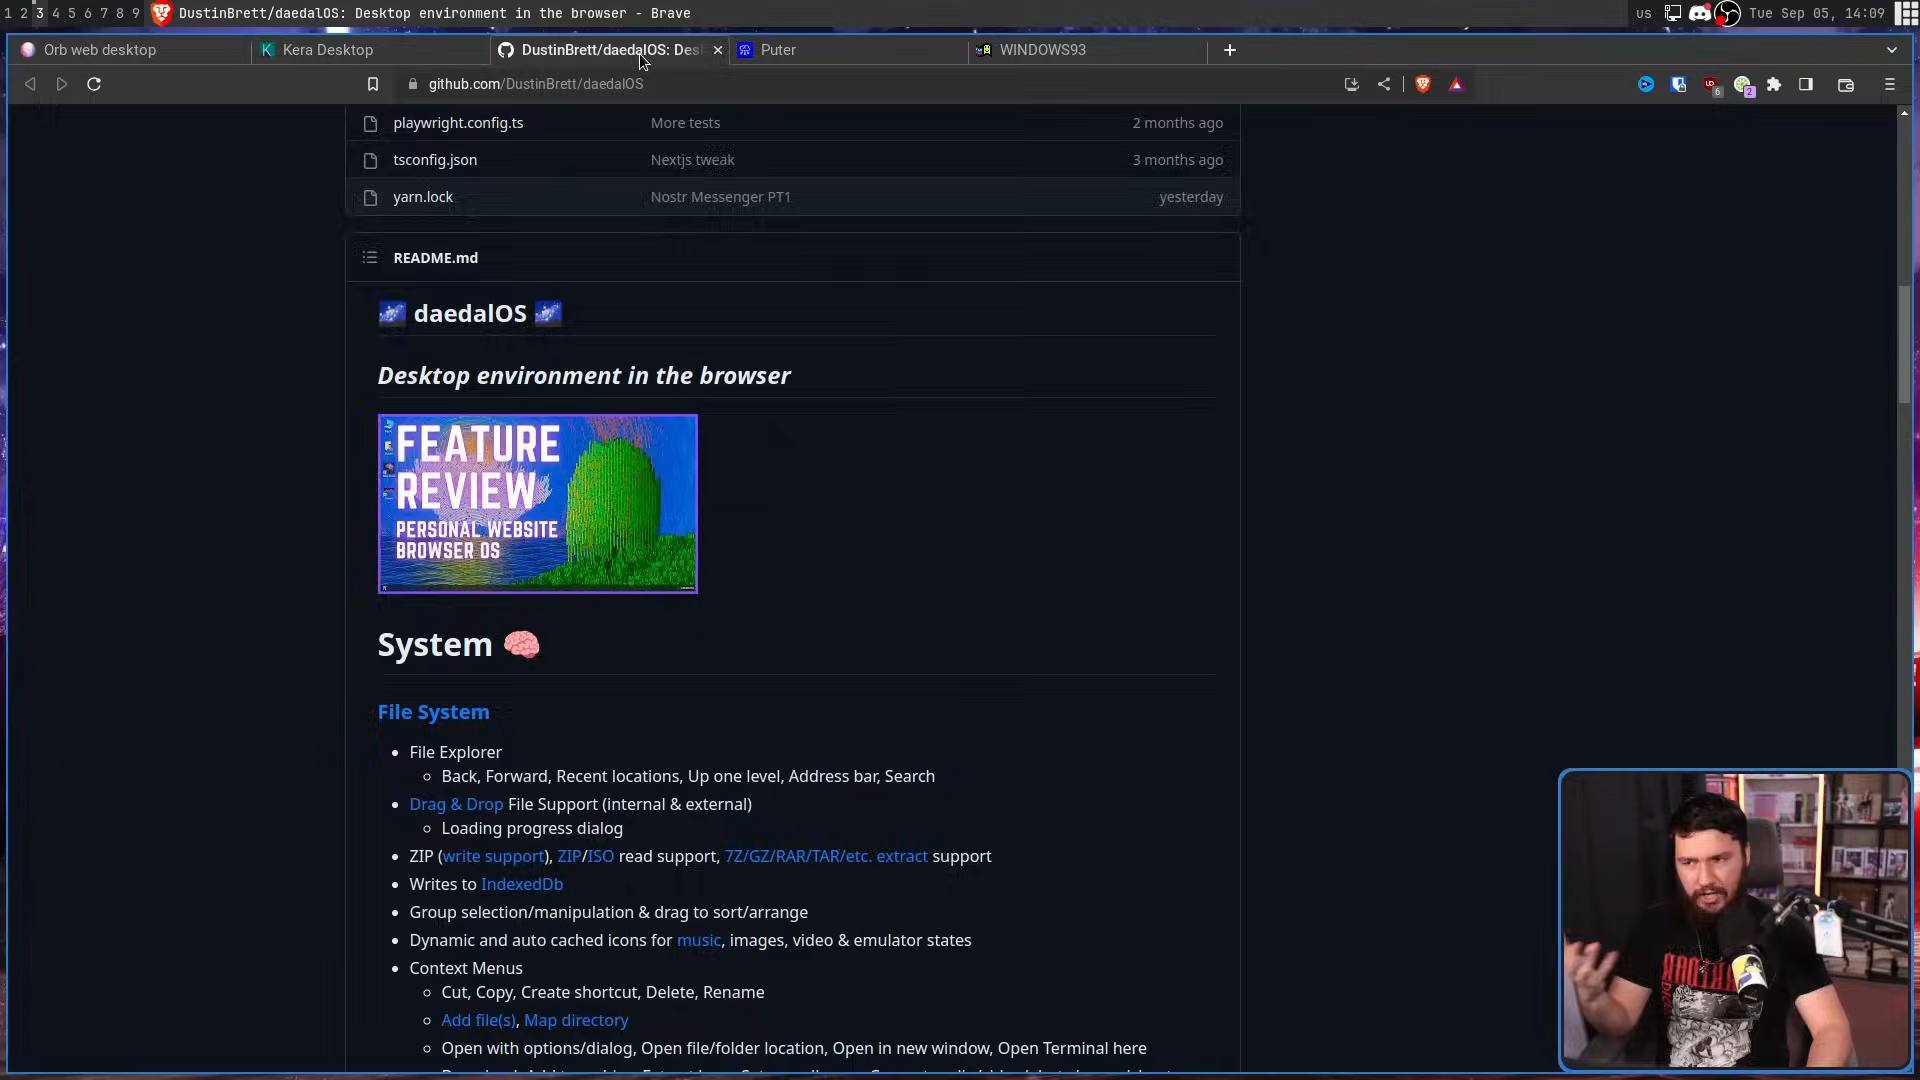 1 2 3 4 5 6 7 8 9 DustinBrett/daedalOS: Desktop environment in the browser - Brave us Tue Sep 05, 14:09
Orb web desktop Kera Desktop DustinBrett/daedalOS: Des Puter WINDOWS93
github.com/DustinBrett/daedalOS 6 2
playwright.config.ts More tests 2 months ago
tsconfig.json Nextjs tweak 3 months ago
yarn.lock Nostr Messenger PT1 yesterday
README.md
daedalOS
Desktop environment in the browser
FEATURE
REVIEW
PERSONAL WEBSITE
BROWSER OS
System
File System
File Explorer
Back, Forward, Recent locations, Up one level, Address bar, Search
Drag & Drop File Support (internal & external)
Loading progress dialog
ZIP (write support), ZIP/ISO read support, 7Z/GZ/RAR/TAR/etc. extract support
Writes to IndexedDb
Group selection/manipulation & drag to sort/arrange
Dynamic and auto cached icons for music, images, video & emulator states
Context Menus
Cut, Copy, Create shortcut, Delete, Rename
Add file(s), Map directory
Open with options/dialog, Open file/folder location, Open in new window, Open Terminal here